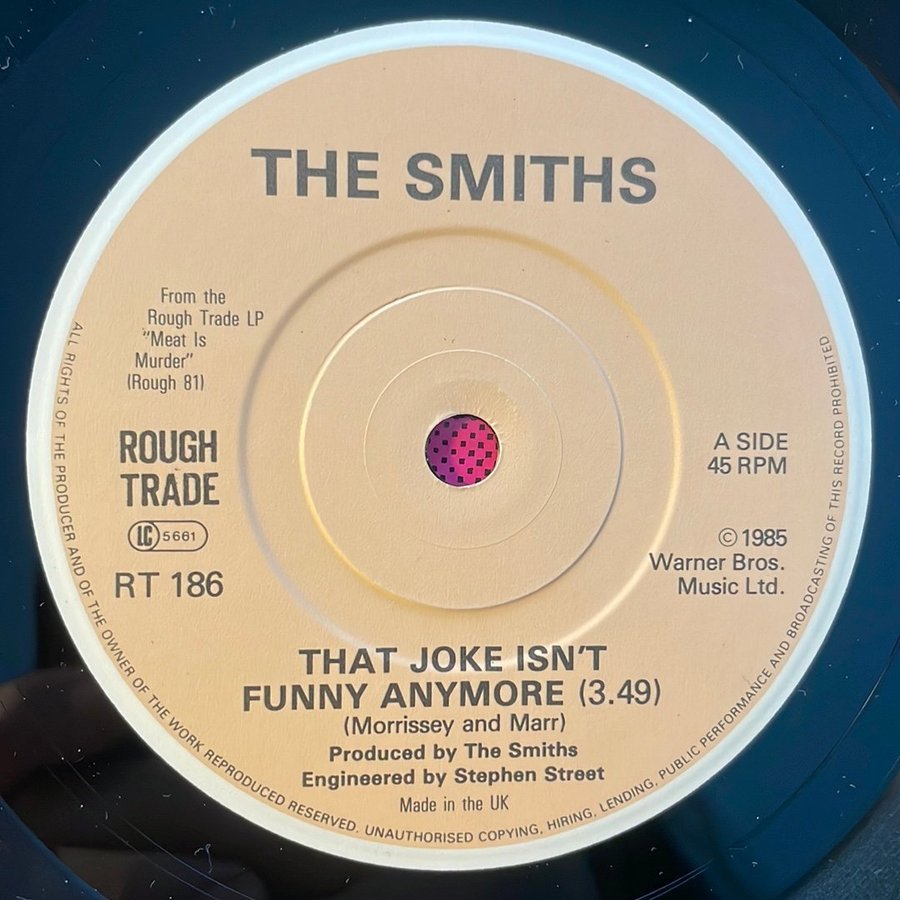 THE SMITHS
From the
Rough Trade LP
"Meat Is
Murder"
(Rough 81)
ROUGH
TRADE
LC 5661
RT 186
A SIDE
45 RPM
© 1985
Warner Bros.
Music Ltd.
THAT JOKE ISN'T
FUNNY ANYMORE (3.49)
(Morrissey and Marr)
Produced by The Smiths
Engineered by Stephen Street
Made in the UK
ALL RIGHTS OF THE PRODUCER AND OF THE OWNER OF THE WORK REPRODUCED RESERVED. UNAUTHORISED COPYING, HIRING, LENDING, PUBLIC PERFORMANCE AND BROADCASTING OF THIS RECORD PROHIBITED